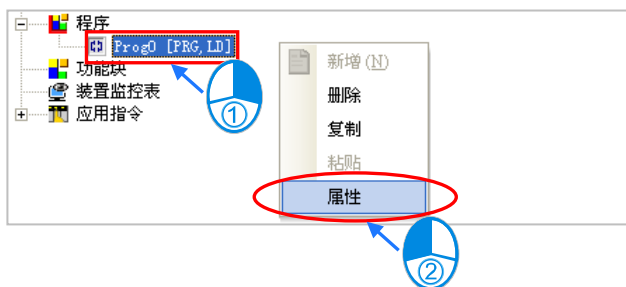 程序
Prog0 [PRG,LD]
功能块
装置监控表
应用指令
新增(N)
删除
复制
粘贴
属性
①
②